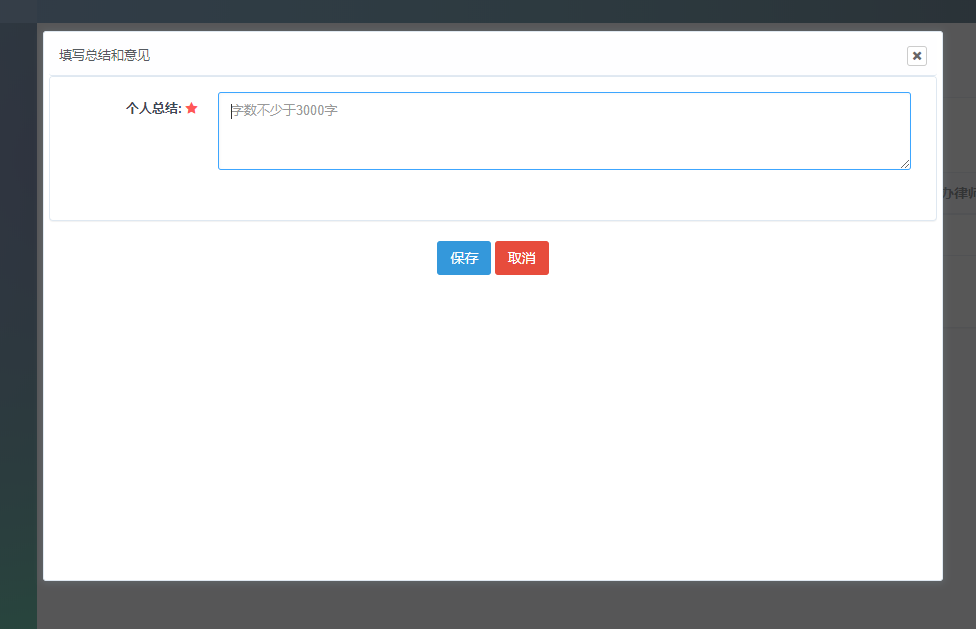 填写总结和意见
个人总结:
字数不少于3000字
办律师
保存
取消